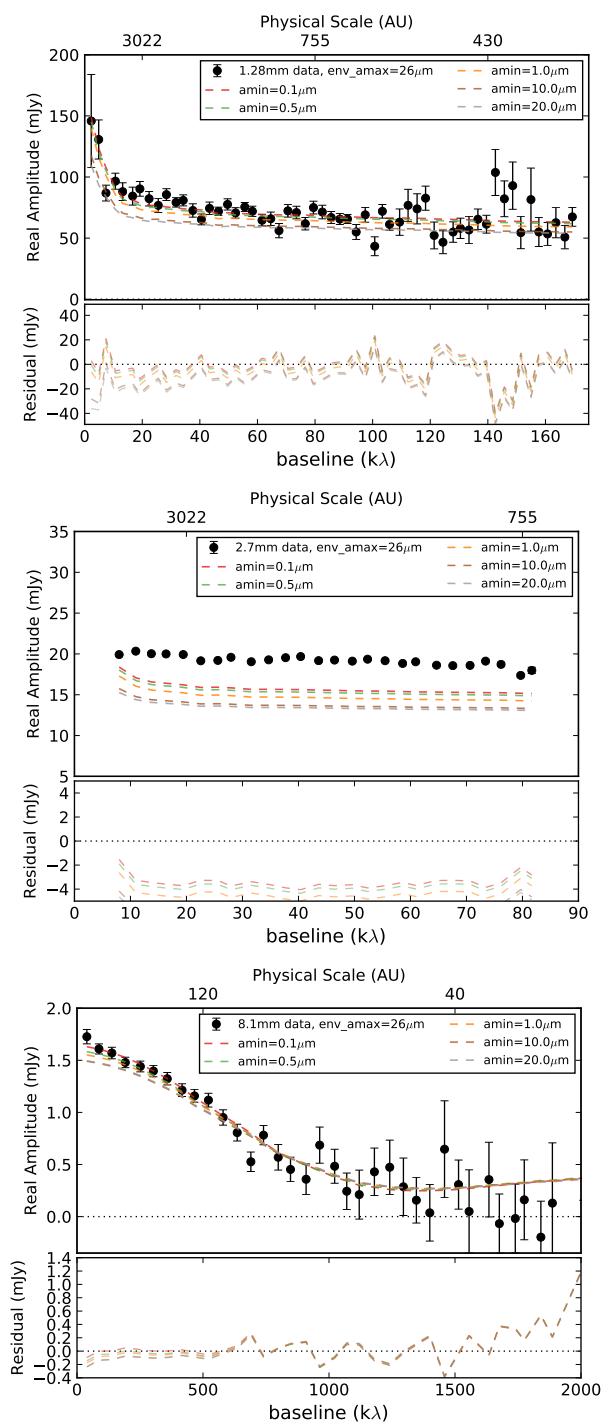 Physical Scale (AU)
3022 755 430
200
150
100
50
0
Real Amplitude (mJy)
1.28mm data, env_amax=26μm
amin=0.1μm
amin=0.5μm
amin=1.0μm
amin=10.0μm
amin=20.0μm
40
20
0
−20
−40
Residual (mJy)
0 20 40 60 80 100 120 140 160
baseline (kλ)
Physical Scale (AU)
3022 755
35
30
25
20
15
10
5
Real Amplitude (mJy)
2.7mm data, env_amax=26μm
amin=0.1μm
amin=0.5μm
amin=1.0μm
amin=10.0μm
amin=20.0μm
4
2
0
−2
−4
Residual (mJy)
0 10 20 30 40 50 60 70 80 90
baseline (kλ)
Physical Scale (AU)
120 40
2.0
1.5
1.0
0.5
0.0
Real Amplitude (mJy)
8.1mm data, env_amax=26μm
amin=0.1μm
amin=0.5μm
amin=1.0μm
amin=10.0μm
amin=20.0μm
1.4
1.2
1.0
0.8
0.6
0.4
0.2
0.0
−0.2
−0.4
Residual (mJy)
0 500 1000 1500 2000
baseline (kλ)